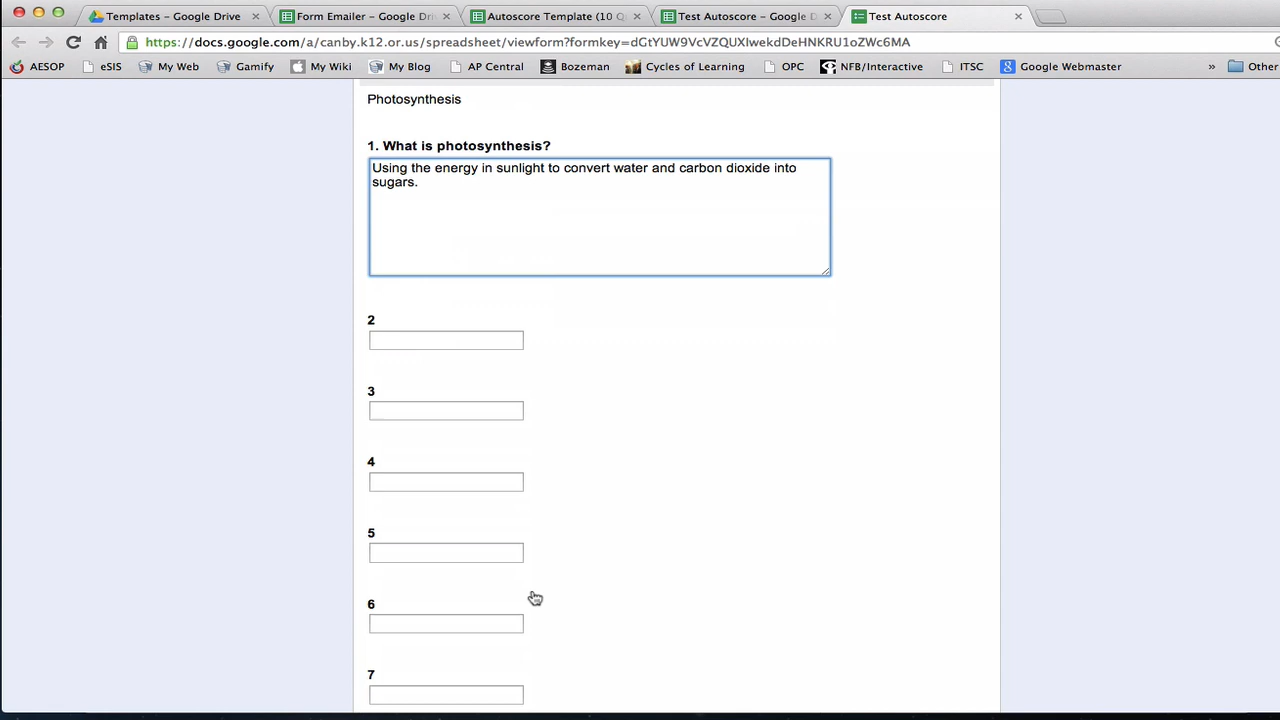 Templates – Google Drive
Form Emailer – Google D
Autoscore Template 10 Q
Test Autoscore – Google D
Test Autoscore
https://docs.google.com/a/canby.k12.or.us/spreadsheet/viewform?formkey=dGtYUW9VcVZQUXlwekdDeHNKRU1oZWc6MA
AESOP
eSIS
My Web
Gamify
My Wiki
My Blog
AP Central
Bozeman
Cycles of Learning
OPC
NFB/Interactive
ITSC
Google Webmaster
»
Other
Photosynthesis
1. What is photosynthesis?
Using the energy in sunlight to convert water and carbon dioxide into
sugars.
2
3
4
5
6
7